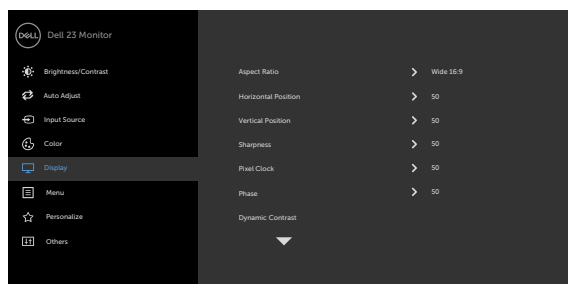 DELL Dell 23 Monitor
Brightness/Contrast
Auto Adjust
Input Source
Color
Display
Menu
Personalize
Others
Aspect Ratio Wide 16:9
Horizontal Position 50
Vertical Position 50
Sharpness 50
Pixel Clock 50
Phase 50
Dynamic Contrast